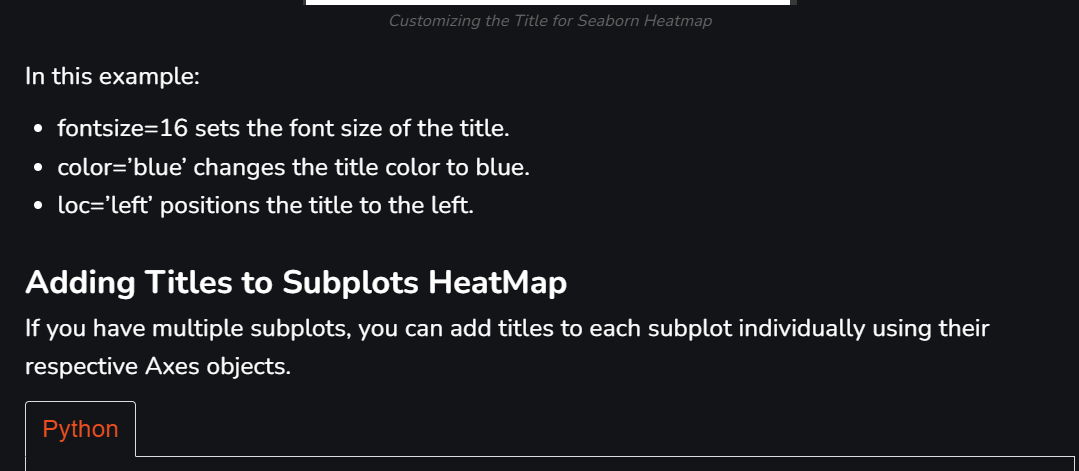 Customizing the Title for Seaborn Heatmap
In this example:
• fontsize=16 sets the font size of the title.
• color=’blue’ changes the title color to blue.
• loc=’left’ positions the title to the left.
Adding Titles to Subplots HeatMap
If you have multiple subplots, you can add titles to each subplot individually using their
respective Axes objects.
Python